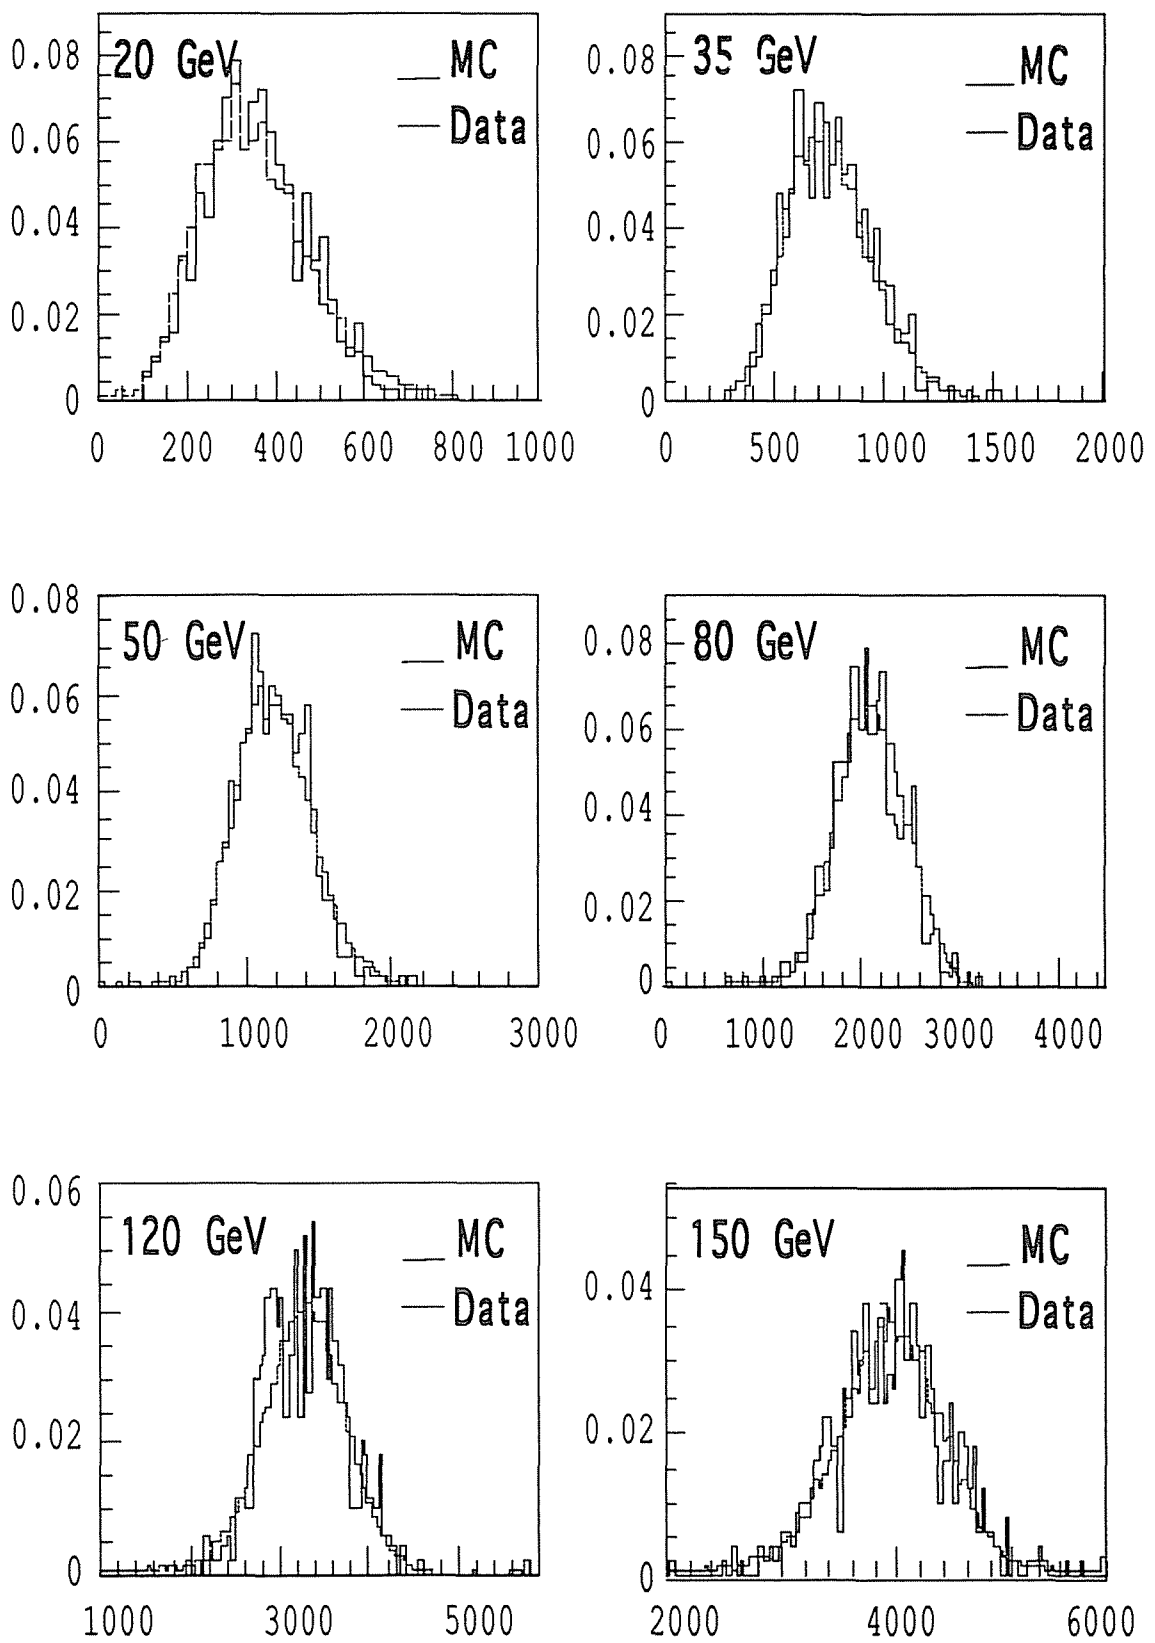 0.08 20 GeV MC
0.06 Data
0.04
0.02
0
0 200 400 600 800 1000
0.08 35 GeV MC
0.06 Data
0.04
0.02
0
0 500 1000 1500 2000
0.08
50 GeV MC
0.06 Data
0.04
0.02
0
0 1000 2000 3000
0.08 80 GeV MC
0.06 Data
0.04
0.02
0
0 1000 2000 3000 4000
0.06
120 GeV MC
0.04 Data
0.02
0
1000 3000 5000
150 GeV MC
0.04 Data
0.02
0
2000 4000 6000